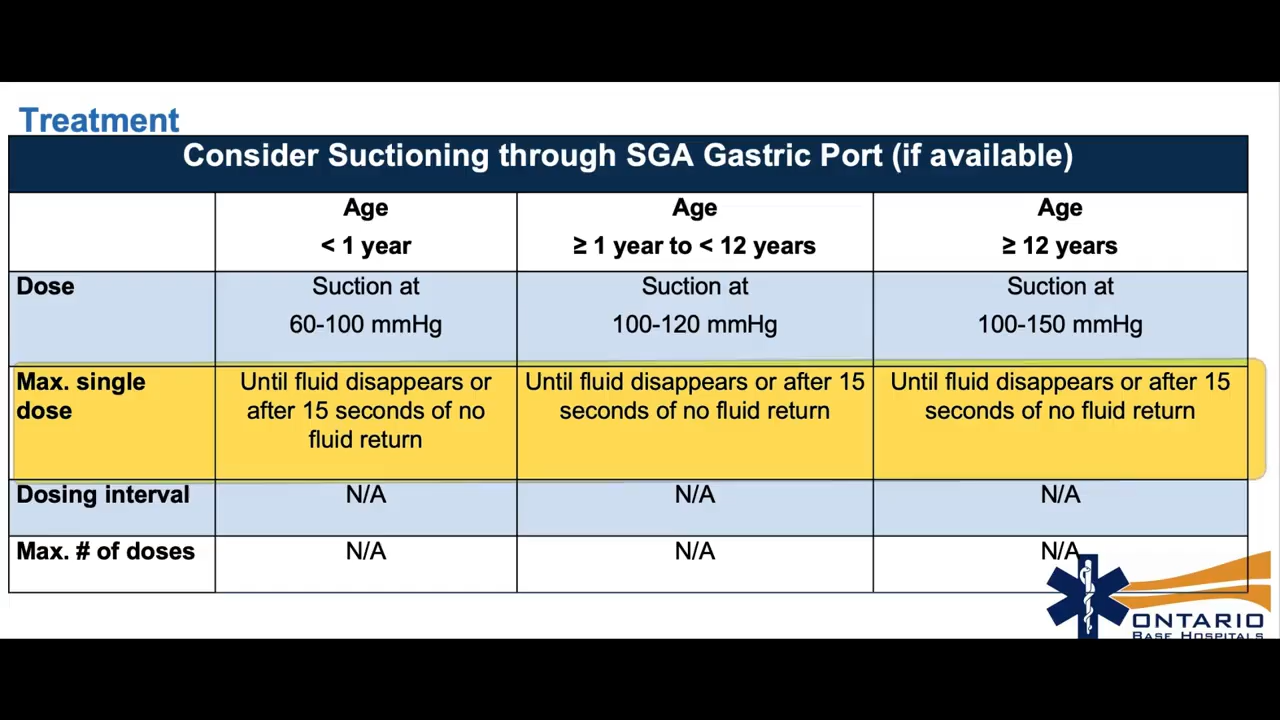 Treatment
Consider Suctioning through SGA Gastric Port (if available)
Age
< 1 year
Age
≥ 1 year to < 12 years
Age
≥ 12 years
Dose
Suction at
60-100 mmHg
Suction at
100-120 mmHg
Suction at
100-150 mmHg
Max. single
dose
Until fluid disappears or
after 15 seconds of no
fluid return
Until fluid disappears or after 15
seconds of no fluid return
Until fluid disappears or after 15
seconds of no fluid return
Dosing interval
N/A
N/A
N/A
Max. # of doses
N/A
N/A
N/A
ONTARIO
BASE HOSPITALS